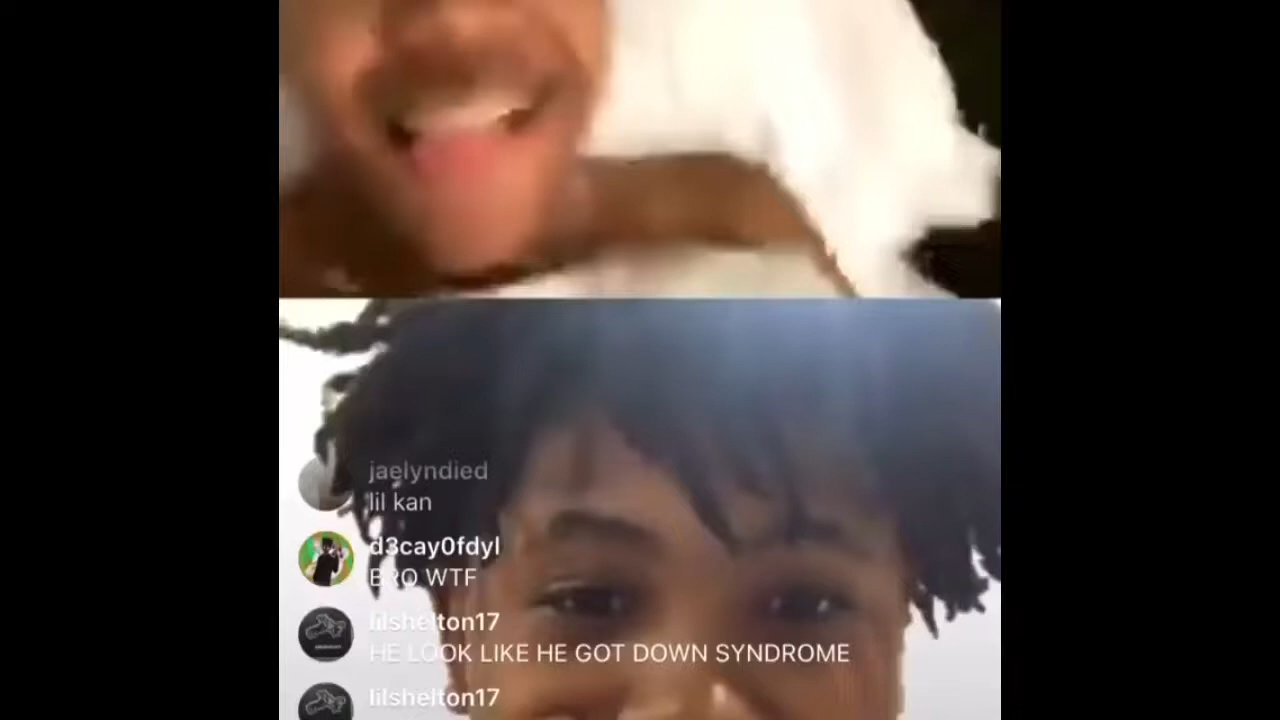 jaelyndied
lil kan
d3cay0fdyl
BRO WTF
lilshelton17
HE LOOK LIKE HE GOT DOWN SYNDROME
lilshelton17